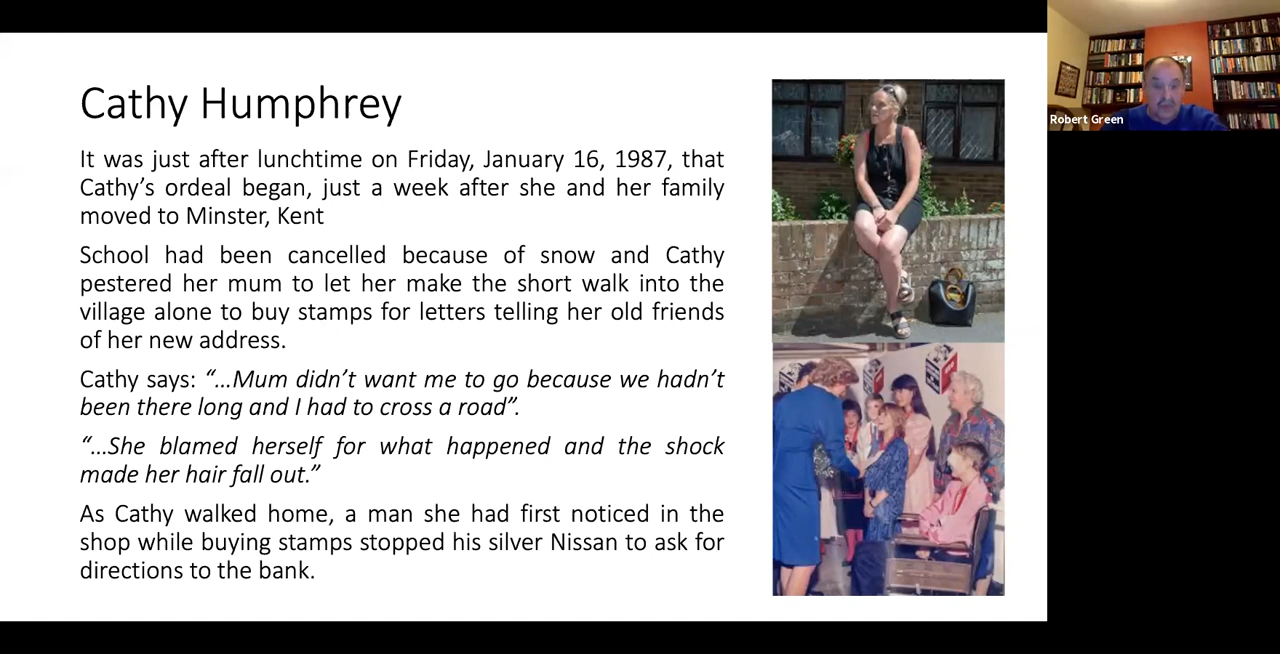 Cathy Humphrey
It was just after lunchtime on Friday, January 16, 1987, that
Cathy’s ordeal began, just a week after she and her family
moved to Minster, Kent
School had been cancelled because of snow and Cathy
pestered her mum to let her make the short walk into the
village alone to buy stamps for letters telling her old friends
of her new address.
Cathy says: “…Mum didn’t want me to go because we hadn’t
been there long and I had to cross a road”.
“…She blamed herself for what happened and the shock
made her hair fall out.”
As Cathy walked home, a man she had first noticed in the
shop while buying stamps stopped his silver Nissan to ask for
directions to the bank.
Robert Green